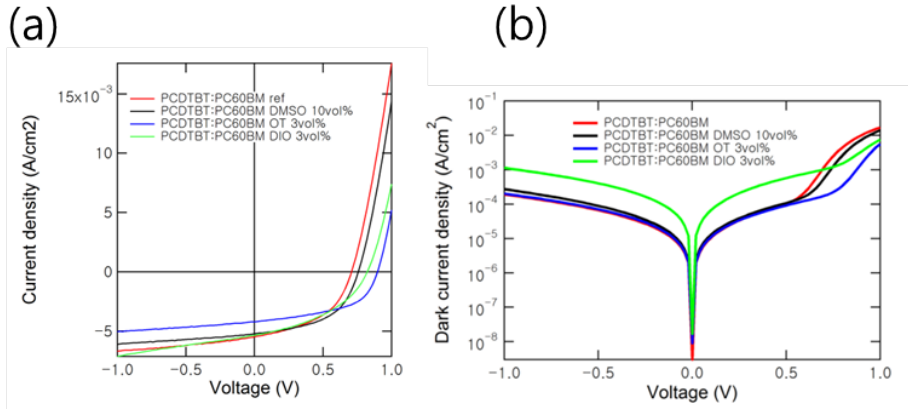 (a)
(b)
Current density (A/cm2)
15x10⁻³
10
5
0
−5
PCDTBT:PC60BM ref
PCDTBT:PC60BM DMSO 10vol%
PCDTBT:PC60BM OT 3vol%
PCDTBT:PC60BM DIO 3vol%
−1.0 −0.5 0.0 0.5 1.0
Voltage (V)
Dark current density (A/cm²)
10⁻¹
10⁻²
10⁻³
10⁻⁴
10⁻⁵
10⁻⁶
10⁻⁷
10⁻⁸
PCDTBT:PC60BM
PCDTBT:PC60BM DMSO 10vol%
PCDTBT:PC60BM OT 3vol%
PCDTBT:PC60BM DIO 3vol%
−1.0 −0.5 0.0 0.5 1.0
Voltage (V)